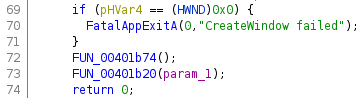 69 if (pHVar4 == (HWND)0x0) {
70 FatalAppExitA(0,"CreateWindow failed");
71 }
72 FUN_00401b74();
73 FUN_00401b20(param_1);
74 return 0;